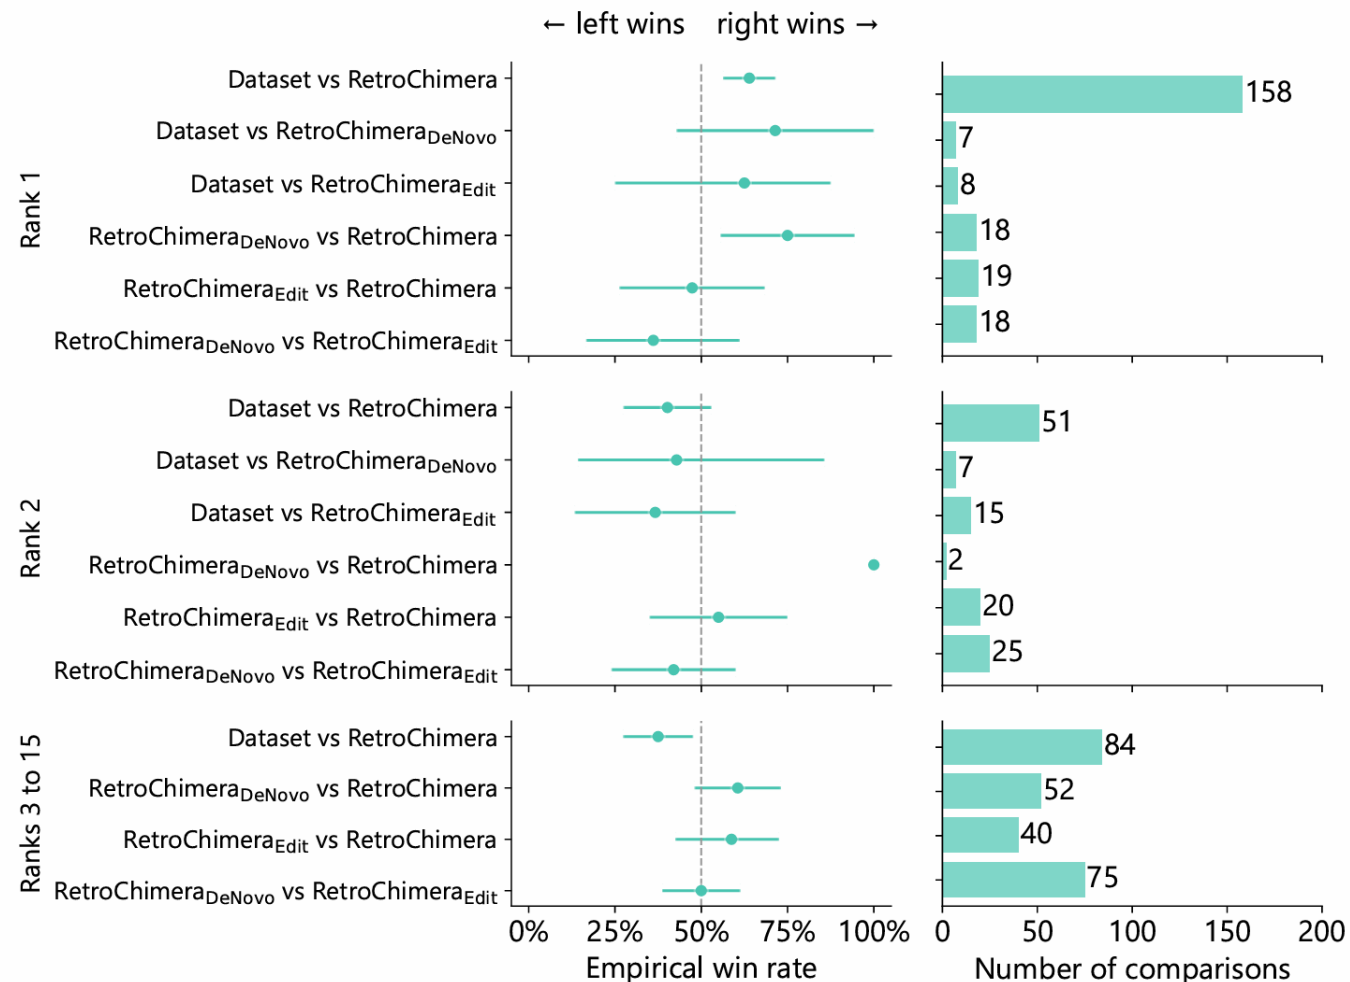 ← left wins right wins →
Rank 1
Dataset vs RetroChimera
Dataset vs RetroChimeraDeNovo
Dataset vs RetroChimeraEdit
RetroChimeraDeNovo vs RetroChimera
RetroChimeraEdit vs RetroChimera
RetroChimeraDeNovo vs RetroChimeraEdit
158
7
8
18
19
18
Rank 2
Dataset vs RetroChimera
Dataset vs RetroChimeraDeNovo
Dataset vs RetroChimeraEdit
RetroChimeraDeNovo vs RetroChimera
RetroChimeraEdit vs RetroChimera
RetroChimeraDeNovo vs RetroChimeraEdit
51
7
15
2
20
25
Ranks 3 to 15
Dataset vs RetroChimera
RetroChimeraDeNovo vs RetroChimera
RetroChimeraEdit vs RetroChimera
RetroChimeraDeNovo vs RetroChimeraEdit
84
52
40
75
0% 25% 50% 75% 100%
Empirical win rate
0 50 100 150 200
Number of comparisons